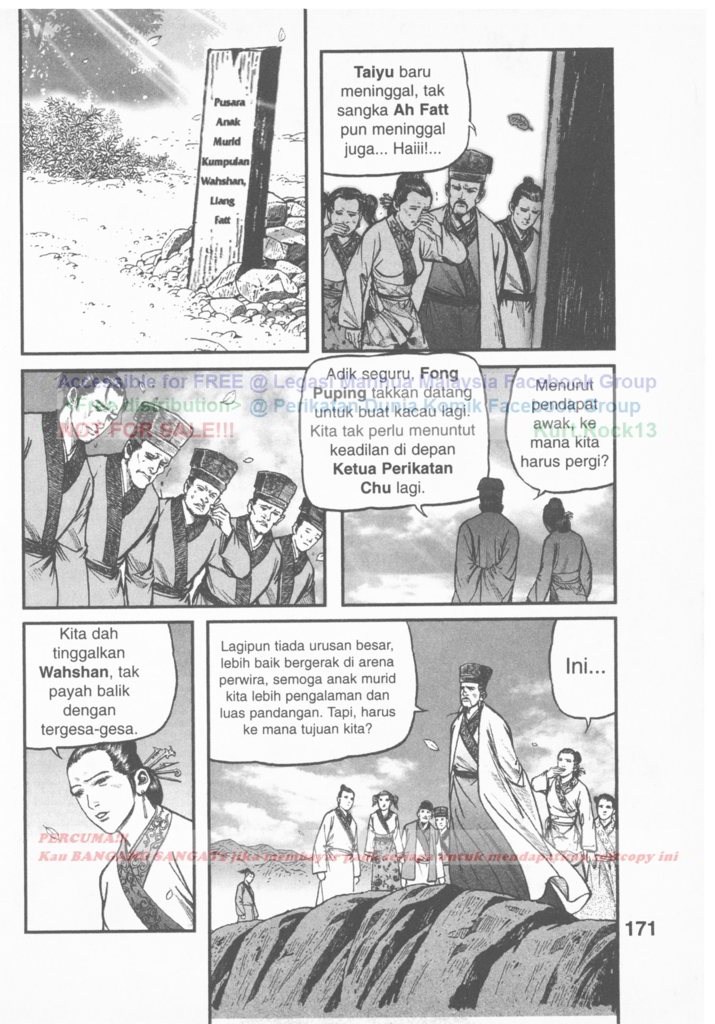 Pusara
Anak
Murid
Kumpulan
Wahshan,
Liang
Fatt
Taiyu baru
meninggal, tak
sangka Ah Fatt
pun meninggal
juga... Haiii!...
Accessible for FREE @ Legasi Manhua Malaysia Facebook Group
<Free distribution> @ Perikatan Dunia Komik Facebook Group
NOT FOR SALE!!!
Kurt Rock13
Adik seguru, Fong
Puping takkan datang
untuk buat kacau lagi.
Kita tak perlu menuntut
keadilan di depan
Ketua Perikatan
Chu lagi.
Menurut
pendapat
awak, ke
mana kita
harus pergi?
Kita dah
tinggalkan
Wahshan, tak
payah balik
dengan
tergesa-gesa.
Lagipun tiada urusan besar,
lebih baik bergerak di arena
perwira, semoga anak murid
kita lebih pengalaman dan
luas pandangan. Tapi, harus
ke mana tujuan kita?
Ini...
PERCUMA!!!
Kau BANGANG SANGAT jika membayar pada sesiapa untuk mendapatkan softcopy ini
171